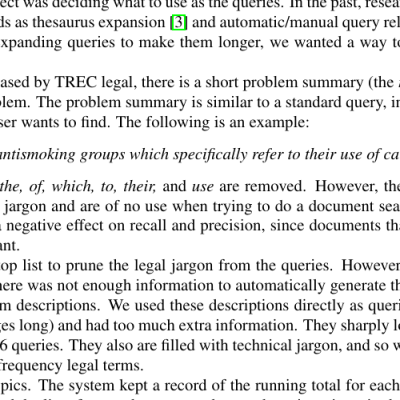 ect was deciding what to use as the queries. In the past, resea
ds as thesaurus expansion [3] and automatic/manual query rel
expanding queries to make them longer, we wanted a way to
ased by TREC legal, there is a short problem summary (the
blem. The problem summary is similar to a standard query, in
ser wants to find. The following is an example:
antismoking groups which specifically refer to their use of ca
the, of, which, to, their, and use are removed. However, the
jargon and are of no use when trying to do a document sea
a negative effect on recall and precision, since documents tha
ant.
top list to prune the legal jargon from the queries. However
here was not enough information to automatically generate th
m descriptions. We used these descriptions directly as queri
ges long) and had too much extra information. They sharply l
6 queries. They also are filled with technical jargon, and so w
frequency legal terms.
pics. The system kept a record of the running total for each